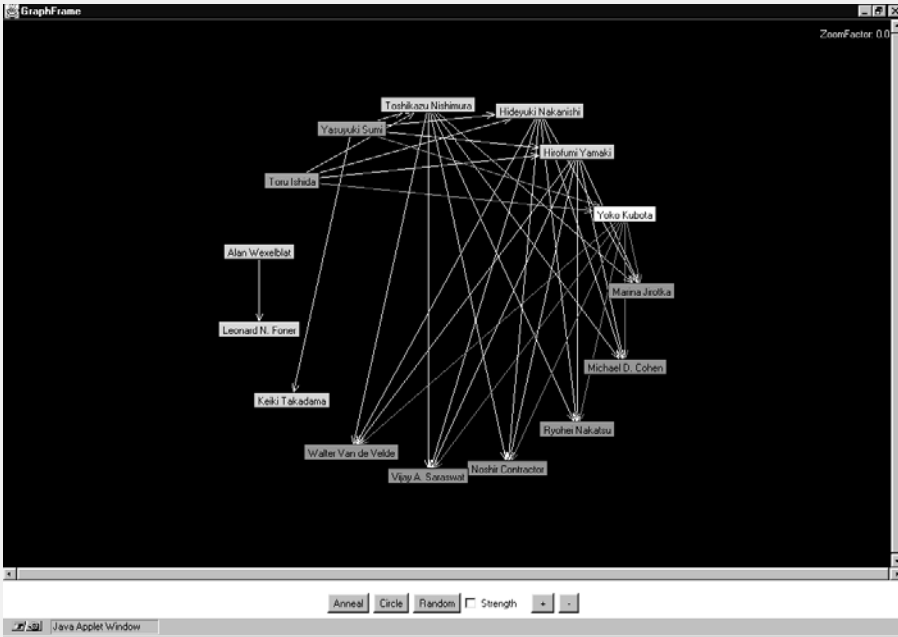 GraphFrame
ZoomFactor: 0.0
Toshikazu Nishimura
Hideyuki Nakanishi
Yasuyuki Sumi
Hirofumi Yamaki
Toru Ishida
Yoko Kubota
Alan Wexelblat
Marina Jirotka
Leonard N. Foner
Michael D. Cohen
Keiki Takadama
Ryohei Nakatsu
Walter Van de Velde
Noshir Contractor
Vijay A. Saraswat
Anneal Circle Random Strength + -
Java Applet Window